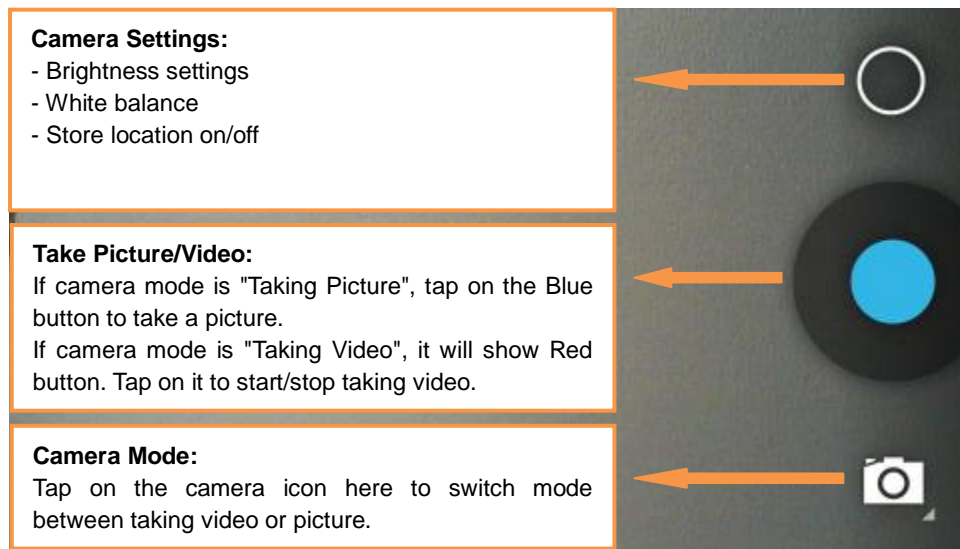 Camera Settings:
- Brightness settings
- White balance
- Store location on/off
Take Picture/Video:
If camera mode is "Taking Picture", tap on the Blue
button to take a picture.
If camera mode is "Taking Video", it will show Red
button. Tap on it to start/stop taking video.
Camera Mode:
Tap on the camera icon here to switch mode
between taking video or picture.